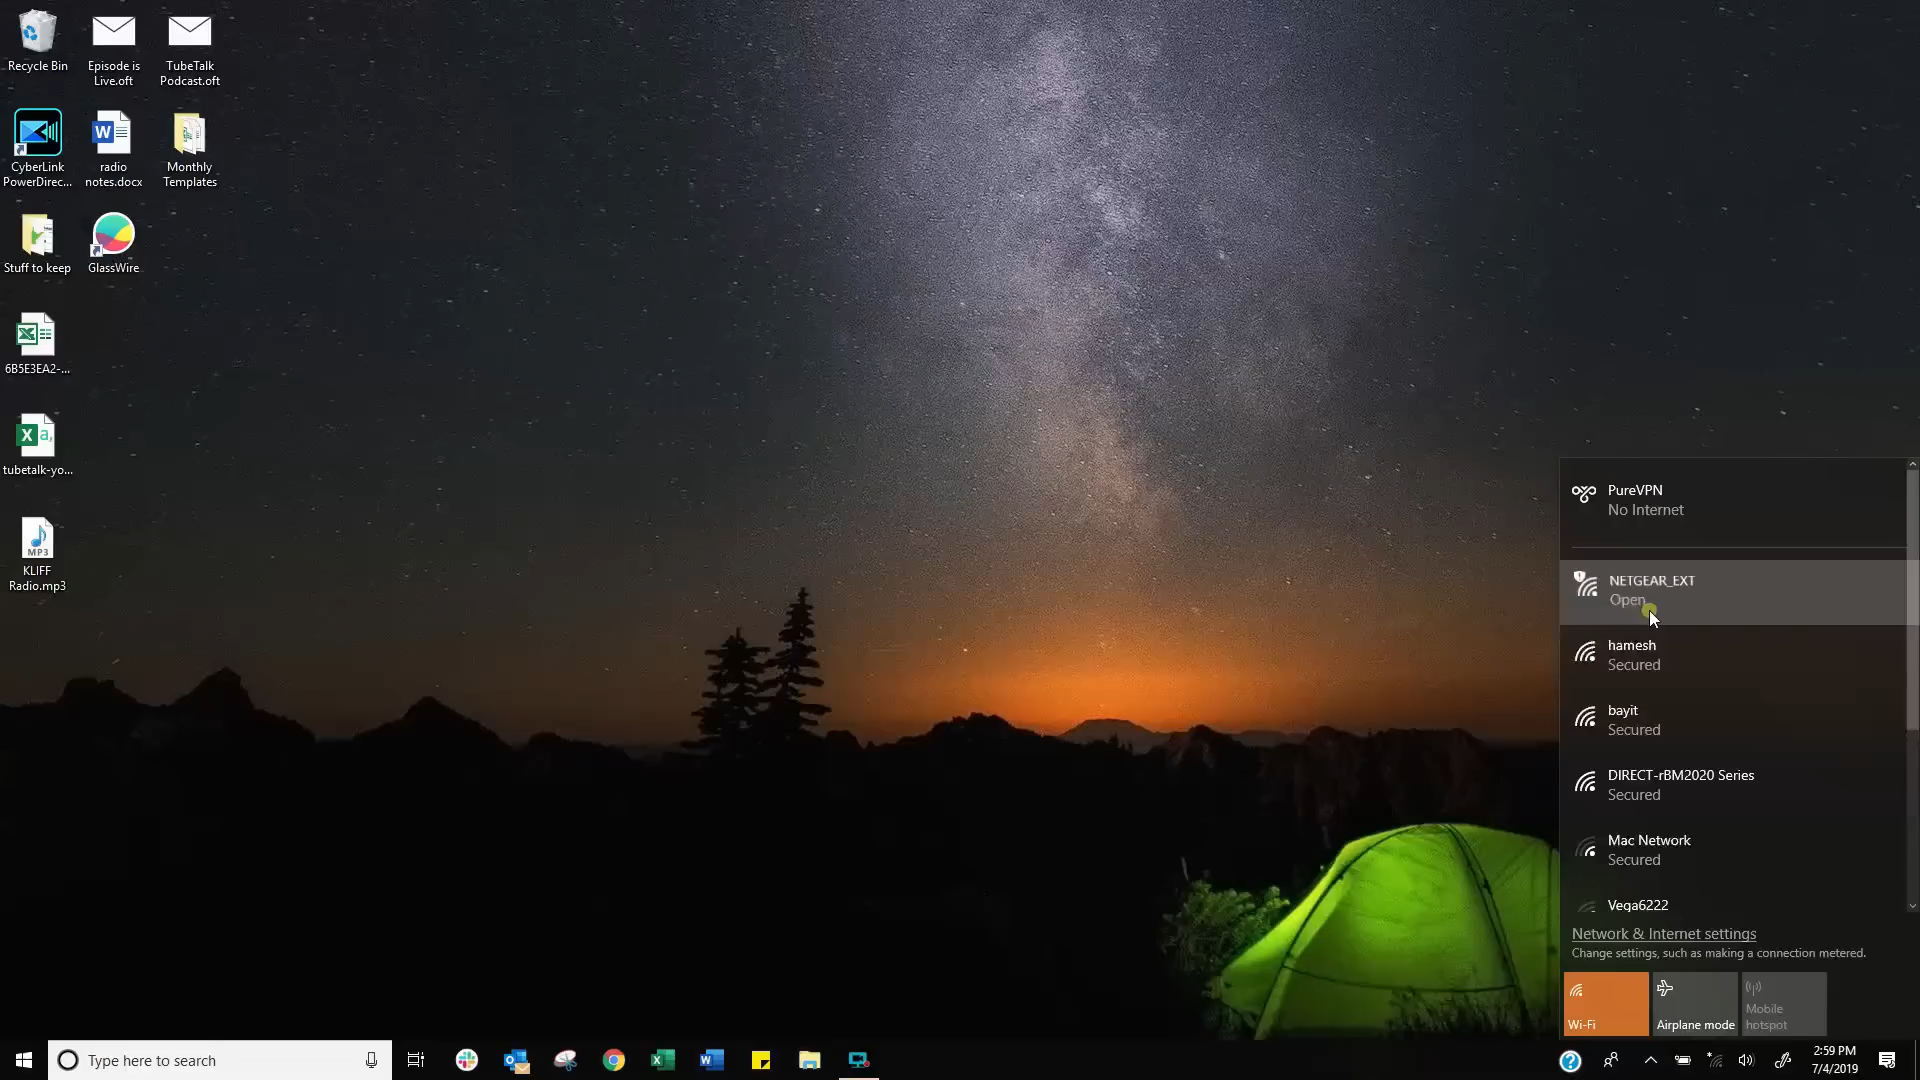 Recycle Bin
Episode is
Live.oft
TubeTalk
Podcast.oft
CyberLink
PowerDirec...
radio
notes.docx
Monthly
Templates
Stuff to keep
GlassWire
6B5E3EA2-...
tubetalk-yo...
MP3
KLIFF
Radio.mp3
PureVPN
No Internet
NETGEAR_EXT
Open
hamesh
Secured
bayit
Secured
DIRECT-rBM2020 Series
Secured
Mac Network
Secured
Vega6222
Network & Internet settings
Change settings, such as making a connection metered.
Wi-Fi
Airplane mode
Mobile
hotspot
Type here to search
2:59 PM
7/4/2019